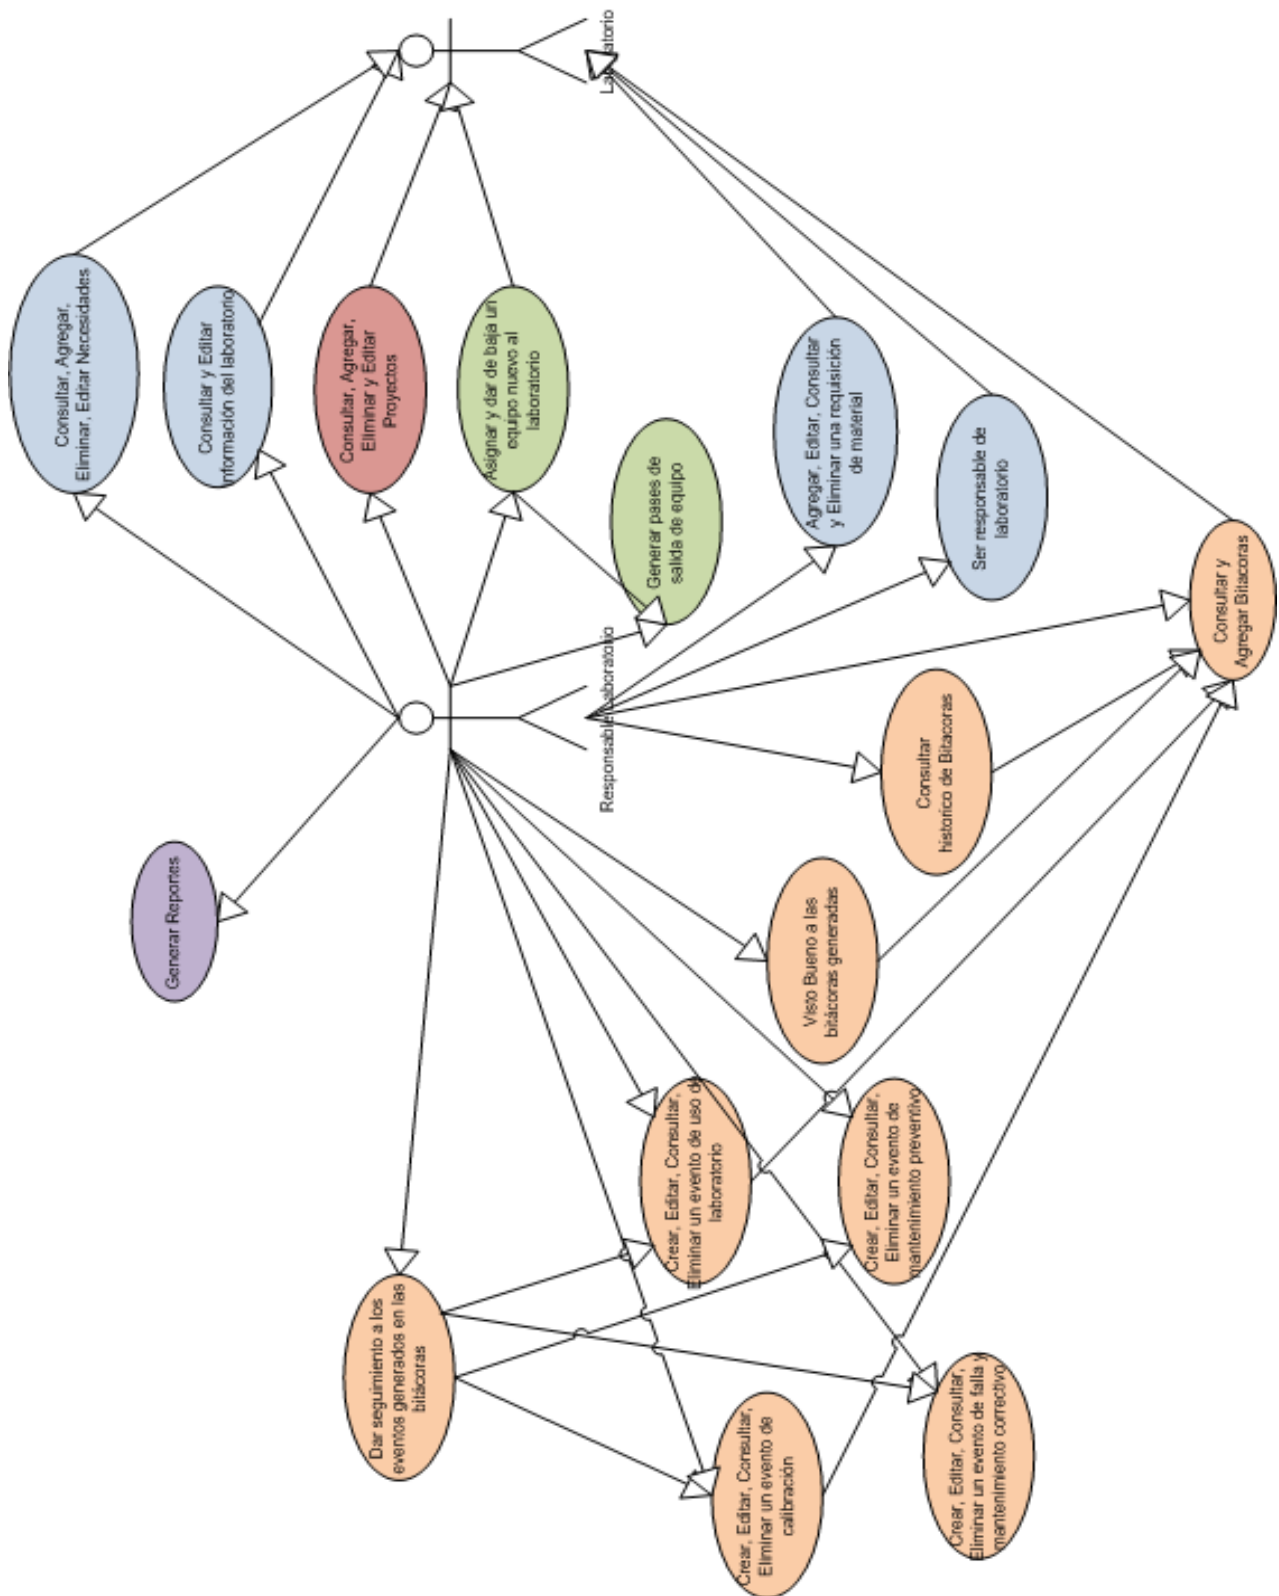 Consultar, Agregar,
Eliminar, Editar Necesidades
Generar Reportes
Consultar y Editar
Información del laboratorio
Consultar, Agregar,
Eliminar y Editar
Proyectos
Dar seguimiento a los
eventos generados en las
bitácoras
Asignar y dar de baja un
equipo nuevo al
laboratorio
Responsable Laboratorio
Laboratorio
Generar pases de
salida de equipo
Crear, Editar, Consultar,
Eliminar un evento de uso de
laboratorio
Crear, Editar, Consultar,
Eliminar un evento de
calibración
Visto Bueno a las
bitácoras generadas
Agregar, Editar, Consultar
y Eliminar una requisición
de material
Crear, Editar, Consultar,
Eliminar un evento de
mantenimiento preventivo
Consultar
historico de Bitacoras
Crear, Editar, Consultar,
Eliminar un evento de falla y
mantenimiento correctivo
Ser responsable de
laboratorio
Consultar y
Agregar Bitacoras